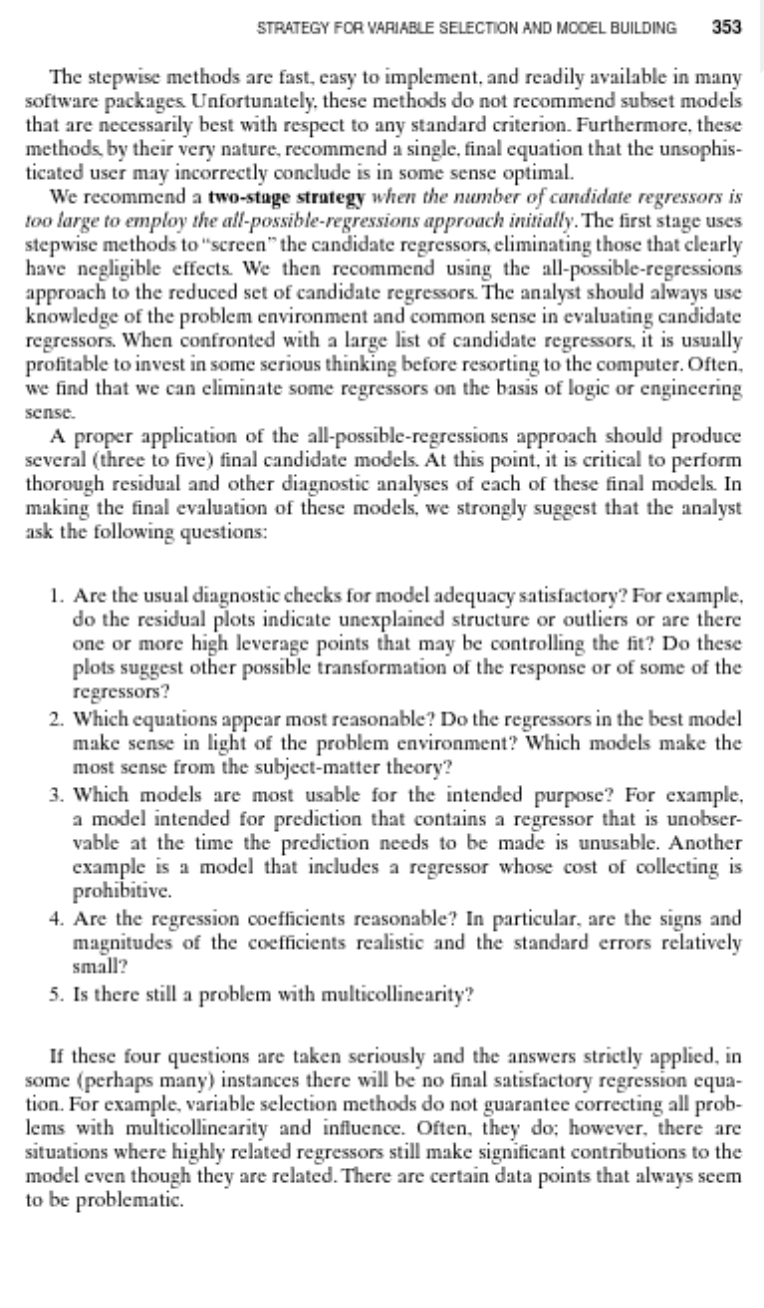 STRATEGY FOR VARIABLE SELECTION AND MODEL BUILDING 353
The stepwise methods are fast, easy to implement, and readily available in many
software packages. Unfortunately, these methods do not recommend subset models
that are necessarily best with respect to any standard criterion. Furthermore, these
methods, by their very nature, recommend a single, final equation that the unsophis-
ticated user may incorrectly conclude is in some sense optimal.
We recommend a two-stage strategy when the number of candidate regressors is
too large to employ the all-possible-regressions approach initially. The first stage uses
stepwise methods to “screen” the candidate regressors, eliminating those that clearly
have negligible effects. We then recommend using the all-possible-regressions
approach to the reduced set of candidate regressors. The analyst should always use
knowledge of the problem environment and common sense in evaluating candidate
regressors. When confronted with a large list of candidate regressors, it is usually
profitable to invest in some serious thinking before resorting to the computer. Often,
we find that we can eliminate some regressors on the basis of logic or engineering
sense.
A proper application of the all-possible-regressions approach should produce
several (three to five) final candidate models. At this point, it is critical to perform
thorough residual and other diagnostic analyses of each of these final models. In
making the final evaluation of these models, we strongly suggest that the analyst
ask the following questions:
1. Are the usual diagnostic checks for model adequacy satisfactory? For example,
do the residual plots indicate unexplained structure or outliers or are there
one or more high leverage points that may be controlling the fit? Do these
plots suggest other possible transformation of the response or of some of the
regressors?
2. Which equations appear most reasonable? Do the regressors in the best model
make sense in light of the problem environment? Which models make the
most sense from the subject-matter theory?
3. Which models are most usable for the intended purpose? For example,
a model intended for prediction that contains a regressor that is unobser-
vable at the time the prediction needs to be made is unusable. Another
example is a model that includes a regressor whose cost of collecting is
prohibitive.
4. Are the regression coefficients reasonable? In particular, are the signs and
magnitudes of the coefficients realistic and the standard errors relatively
small?
5. Is there still a problem with multicollinearity?
If these four questions are taken seriously and the answers strictly applied, in
some (perhaps many) instances there will be no final satisfactory regression equa-
tion. For example, variable selection methods do not guarantee correcting all prob-
lems with multicollinearity and influence. Often, they do; however, there are
situations where highly related regressors still make significant contributions to the
model even though they are related. There are certain data points that always seem
to be problematic.